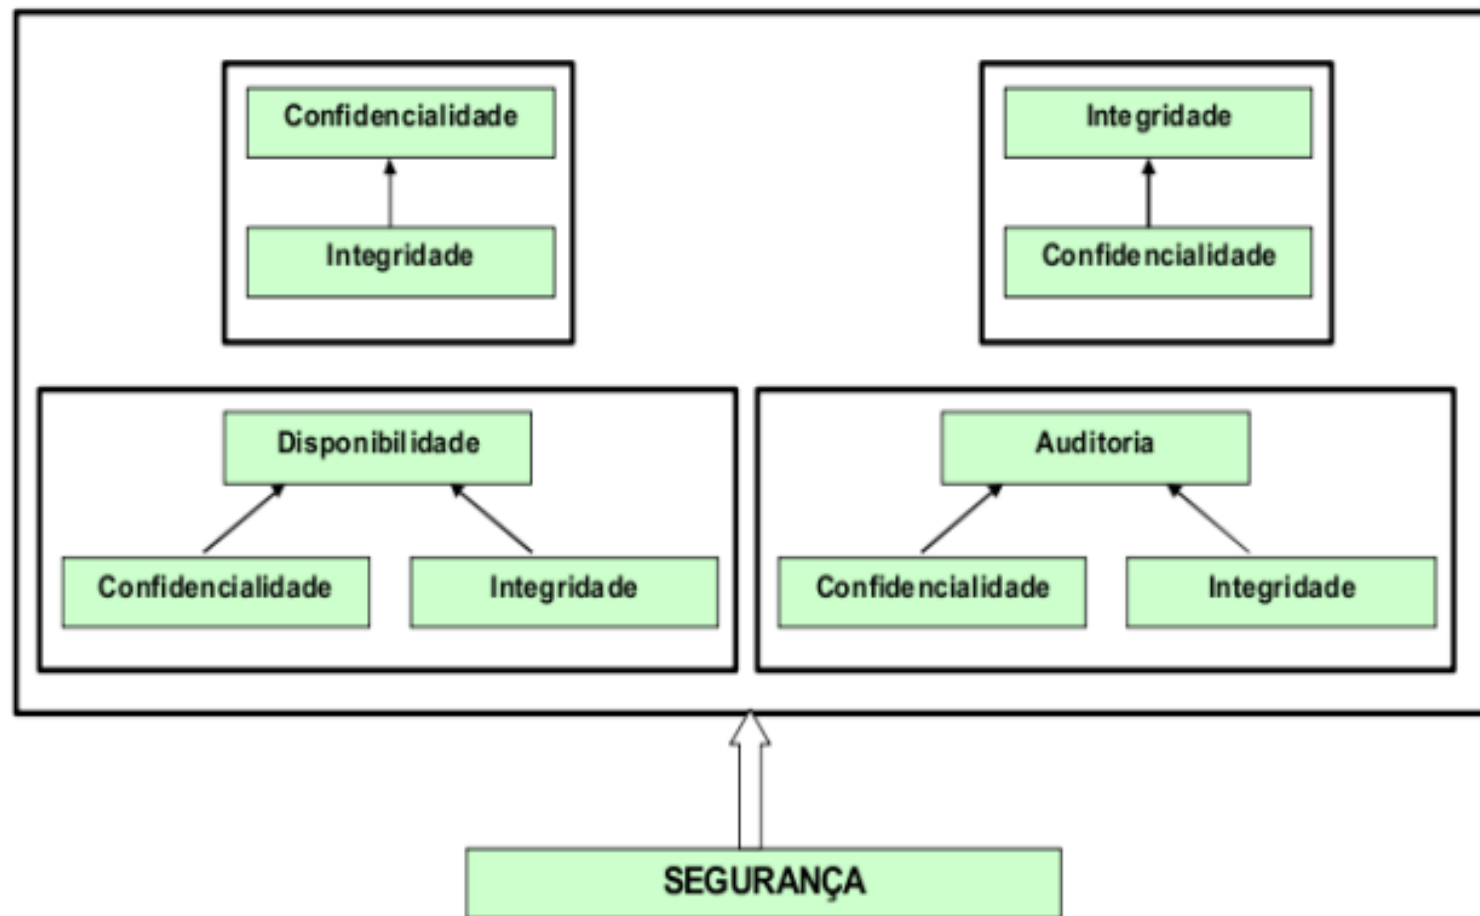 Confidencialidade
Integridade
Integridade
Confidencialidade
Disponibilidade
Confidencialidade
Integridade
Auditoria
Confidencialidade
Integridade
SEGURANÇA